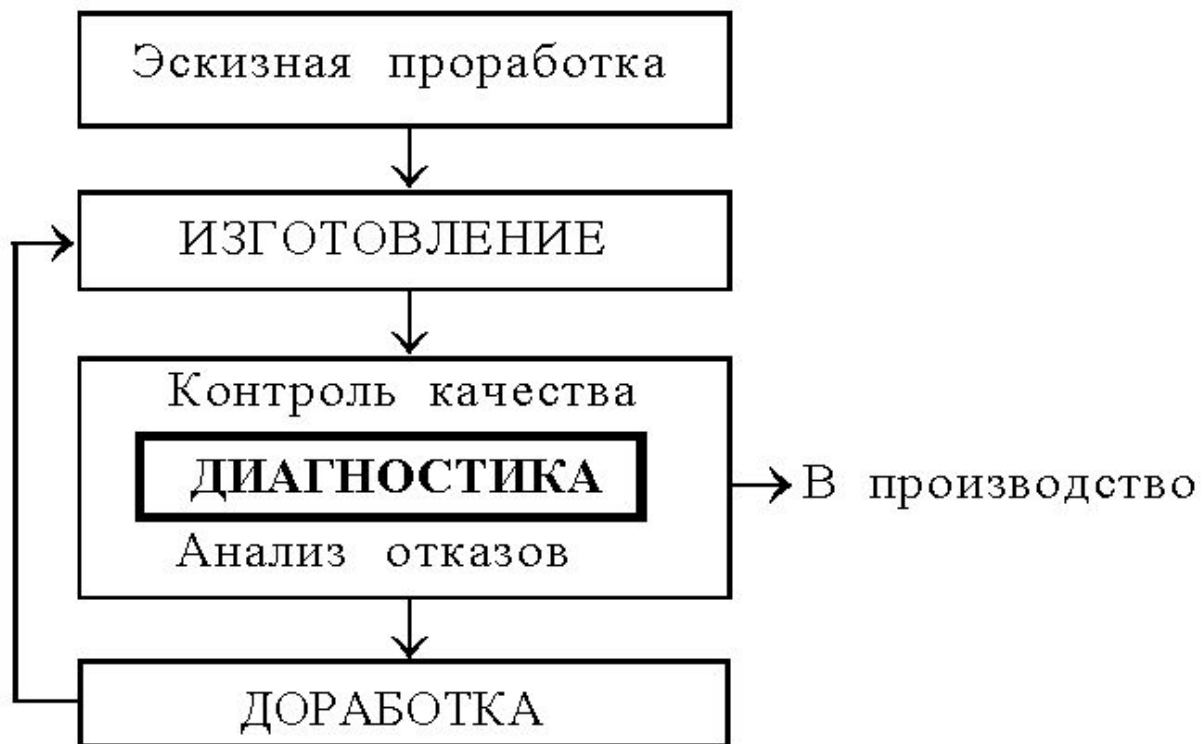 Эскизная проработка
ИЗГОТОВЛЕНИЕ
Контроль качества
ДИАГНОСТИКА
В производство
Анализ отказов
ДОРАБОТКА